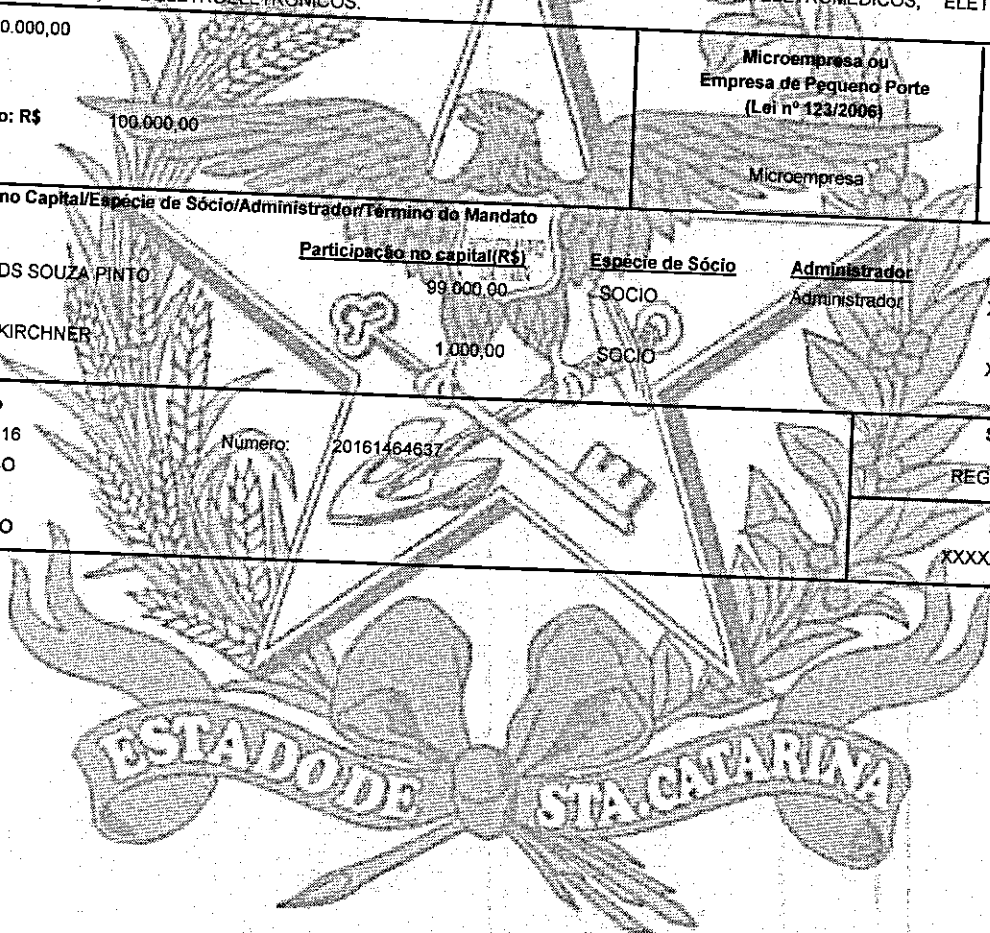 ELETROELETRÔNICOS. ELETROMÉDICOS, ELET
0.000,00
o: R$ 100.000,00
Microempresa ou
Empresa de Pequeno Porte
(Lei nº 123/2006)
Microempresa
no Capital/Espécie de Sócio/Administrador/Término do Mandato
Participação no capital(R$) Espécie de Sócio Administrador
DS SOUZA PINTO 99.000,00 SOCIO Administrador
KIRCHNER 1.000,00 SOCIO
16 Número: 20161464637
O REG
O XXXX
ESTADO DE STA.CATARINA